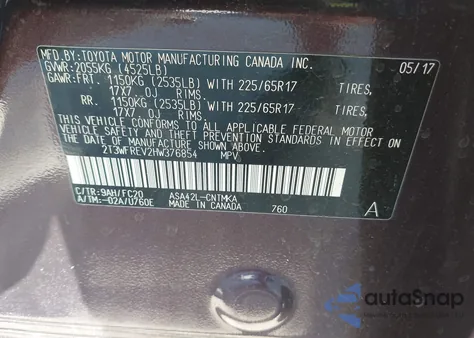 MFD. BY: TOYOTA MOTOR MANUFACTURING CANADA INC.
GVWR: 2055KG (4525LB) 05/17
GAWR: FRT 1150KG (2535LB) WITH 225/65R17 TIRES,
17X7.0J RIMS.
RR. 1150KG (2535LB) WITH 225/65R17 TIRES,
17X7.0J RIMS.
THIS VEHICLE CONFORMS TO ALL APPLICABLE FEDERAL MOTOR
VEHICLE SAFETY AND THEFT PREVENTION STANDARDS IN EFFECT ON
THE DATE OF MANUFACTURE SHOWN ABOVE.
2T3WFREV2HW376854 MPV
C/TR:9AH/FC20 ASA42L-CNTMKA
A/TM:-02A/U760E MADE IN CANADA 760 A
autoSnap